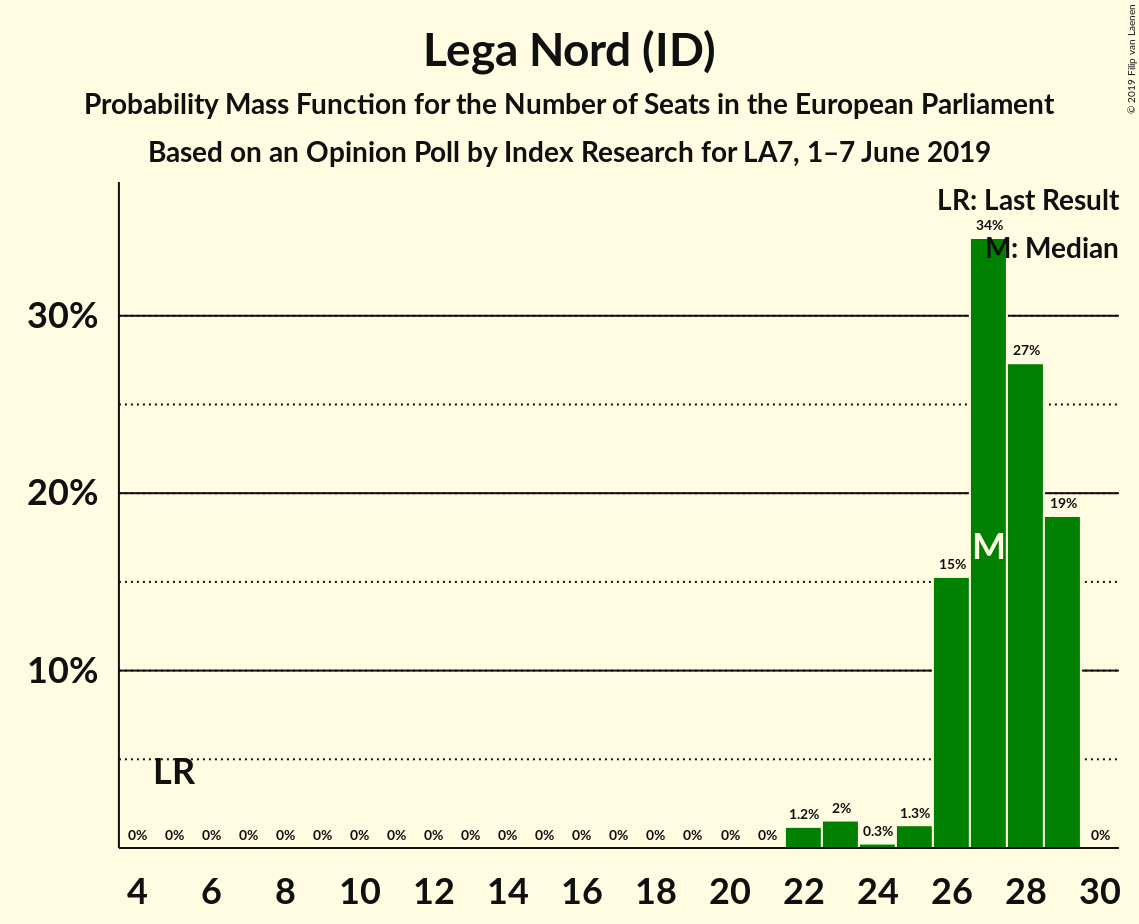 Lega Nord (ID)
Probability Mass Function for the Number of Seats in the European Parliament
Based on an Opinion Poll by Index Research for LA7, 1–7 June 2019
© 2019 Filip van Laenen
LR: Last Result
M: Median
34%
30%
27%
20%
19%
M
15%
10%
LR
0% 0% 0% 0% 0% 0% 0% 0% 0% 0% 0% 0% 0% 0% 0% 0% 0% 0% 1.2% 2% 0.3% 1.3% 0%
4 6 8 10 12 14 16 18 20 22 24 26 28 30